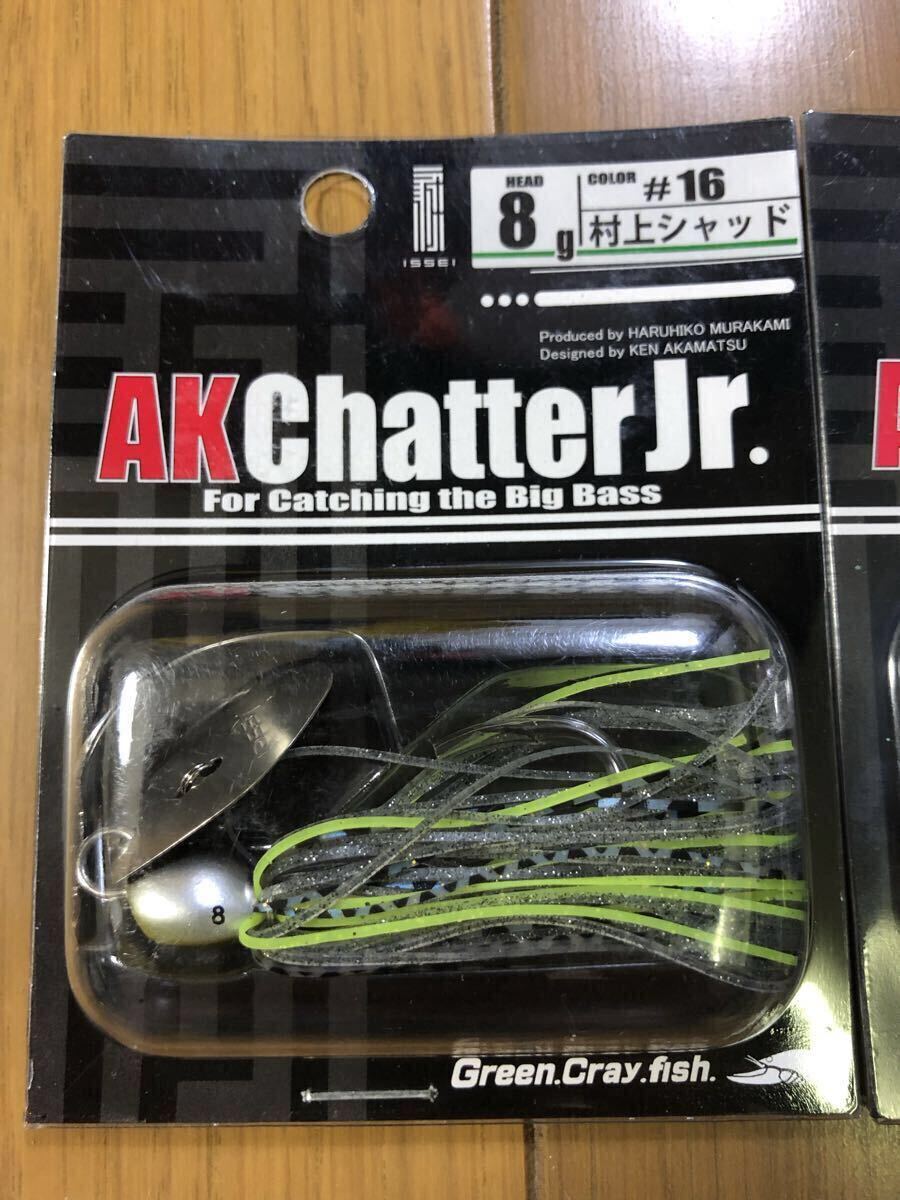 ISSEI
HEAD 8 g
COLOR #16
村上シャッド
Produced by HARUHIKO MURAKAMI
Designed by KEN AKAMATSU
AKChatterJr.
For Catching the Big Bass
8
Green.Cray.fish.